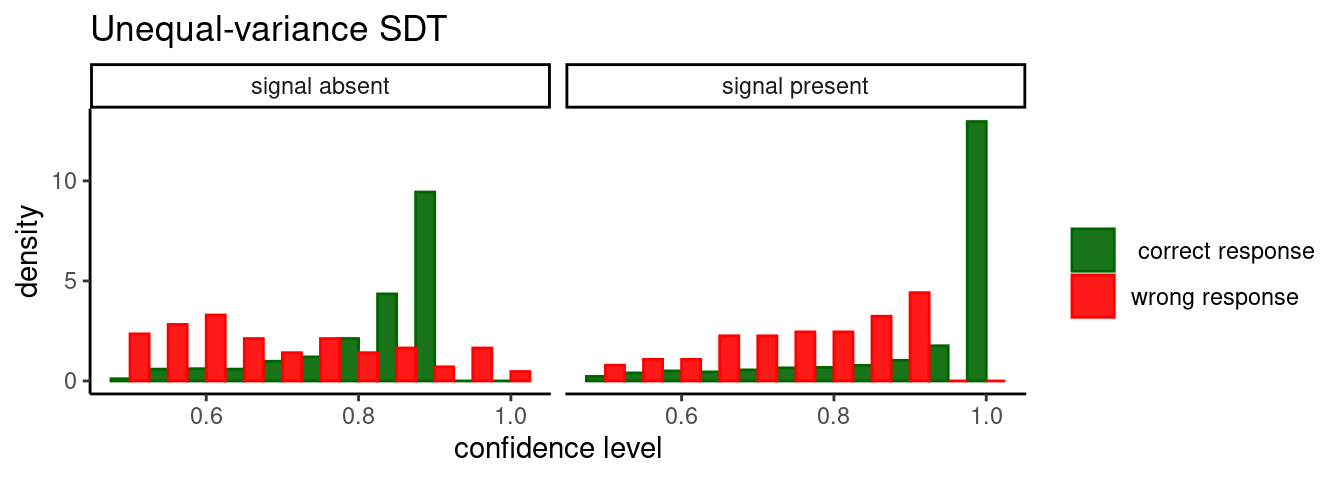 Unequal-variance SDT
signal absent
signal present
density
10
5
0
0.6
0.8
1.0
0.6
0.8
1.0
confidence level
correct response
wrong response